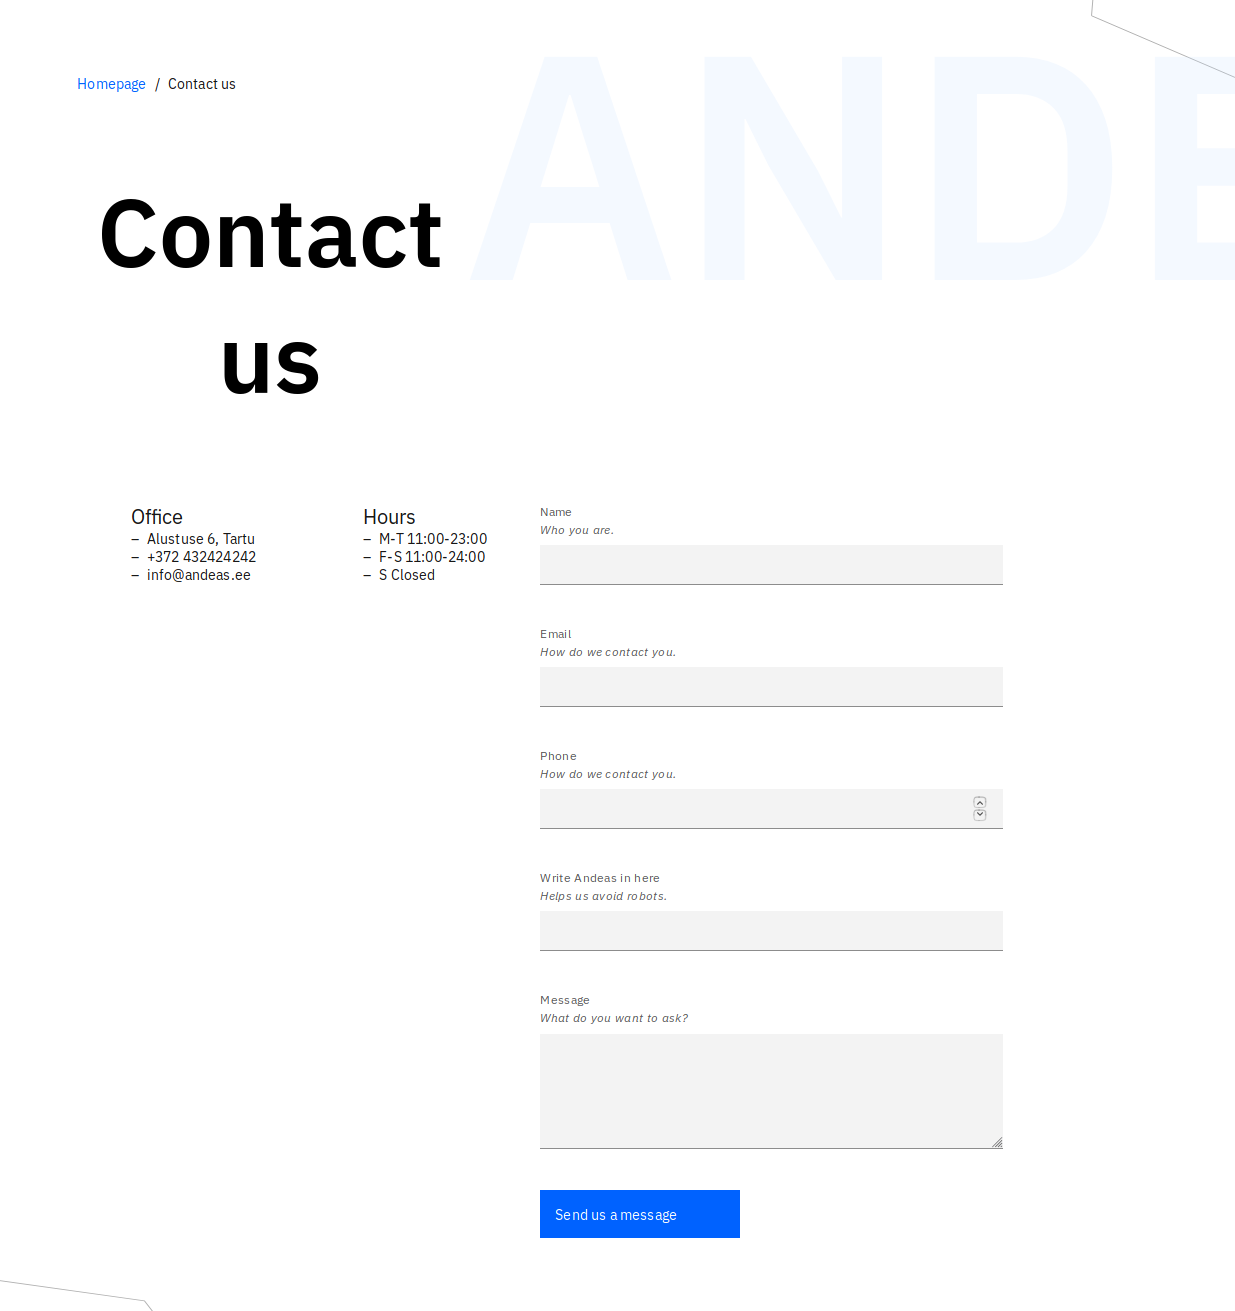 ANDE
Homepage / Contact us
Contact
us
Office
– Alustuse 6, Tartu
– +372 432424242
– info@andeas.ee
Hours
– M-T 11:00-23:00
– F-S 11:00-24:00
– S Closed
Name
Who you are.
Email
How do we contact you.
Phone
How do we contact you.
Write Andeas in here
Helps us avoid robots.
Message
What do you want to ask?
Send us a message